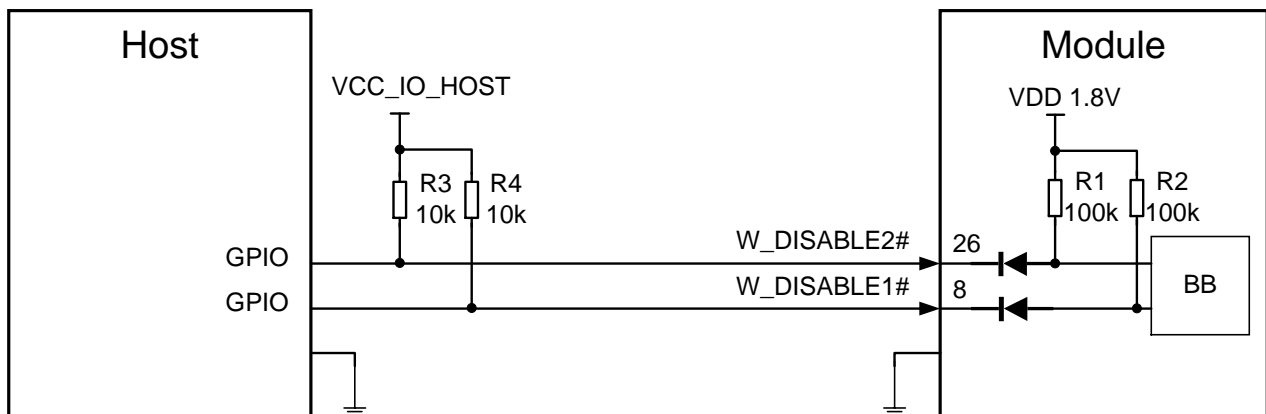 Host
Module
VCC_IO_HOST
VDD 1.8V
R3
10k
R4
10k
R1
100k
R2
100k
GPIO
W_DISABLE2#
26
GPIO
W_DISABLE1#
8
BB